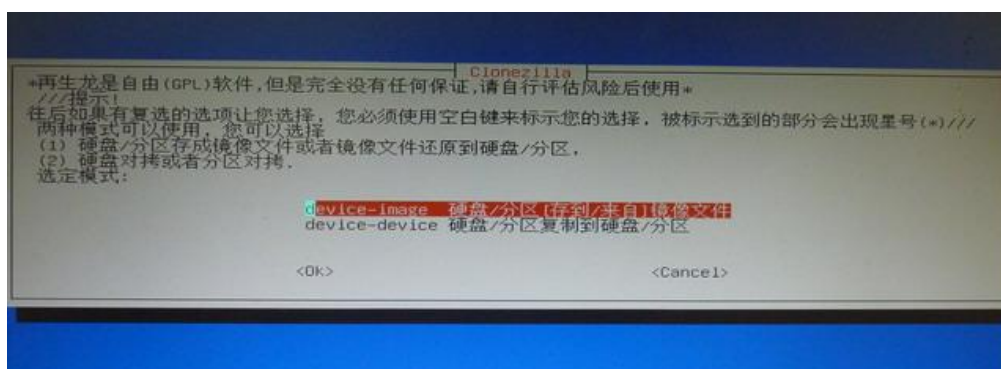 Clonezilla
*再生龙是自由(GPL)软件,但是完全没有任何保证,请自行评估风险后使用*
///提示!
往后如果有复选的选项让您选择, 您必须使用空白键来标示您的选择, 被标示选到的部分会出现星号(*)///
两种模式可以使用, 您可以选择
(1) 硬盘/分区存成镜像文件或者镜像文件还原到硬盘/分区.
(2) 硬盘对拷或者分区对拷.
选定模式:
device-image 硬盘/分区[存到/来自]镜像文件
device-device 硬盘/分区复制到硬盘/分区
<Ok> <Cancel>